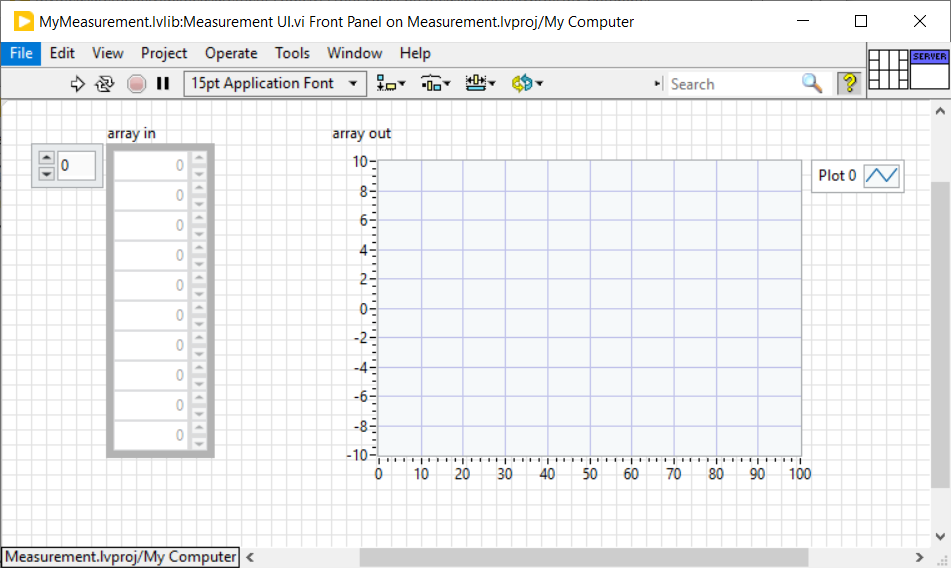 MyMeasurement.lvlib:Measurement UI.vi Front Panel on Measurement.lvproj/My Computer
File Edit View Project Operate Tools Window Help
15pt Application Font Search ?
SERVER
array in
0
0
0
0
0
0
0
0
0
0
0
array out
10
8
6
4
2
0
-2
-4
-6
-8
-10
0 10 20 30 40 50 60 70 80 90 100
Plot 0
Measurement.lvproj/My Computer